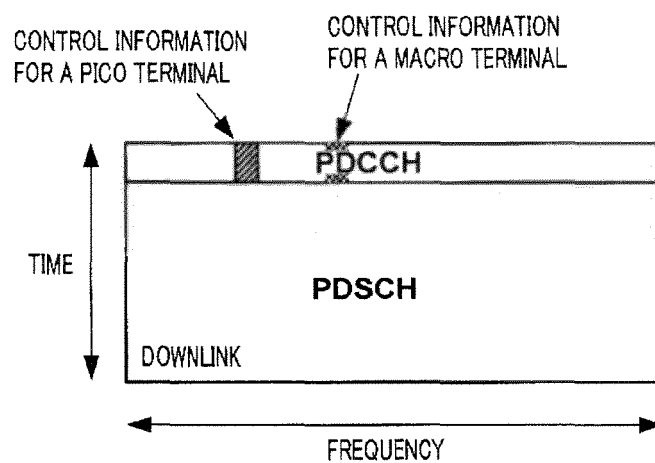 CONTROL INFORMATION
FOR A PICO TERMINAL
CONTROL INFORMATION
FOR A MACRO TERMINAL
PDCCH
TIME
PDSCH
DOWNLINK
FREQUENCY